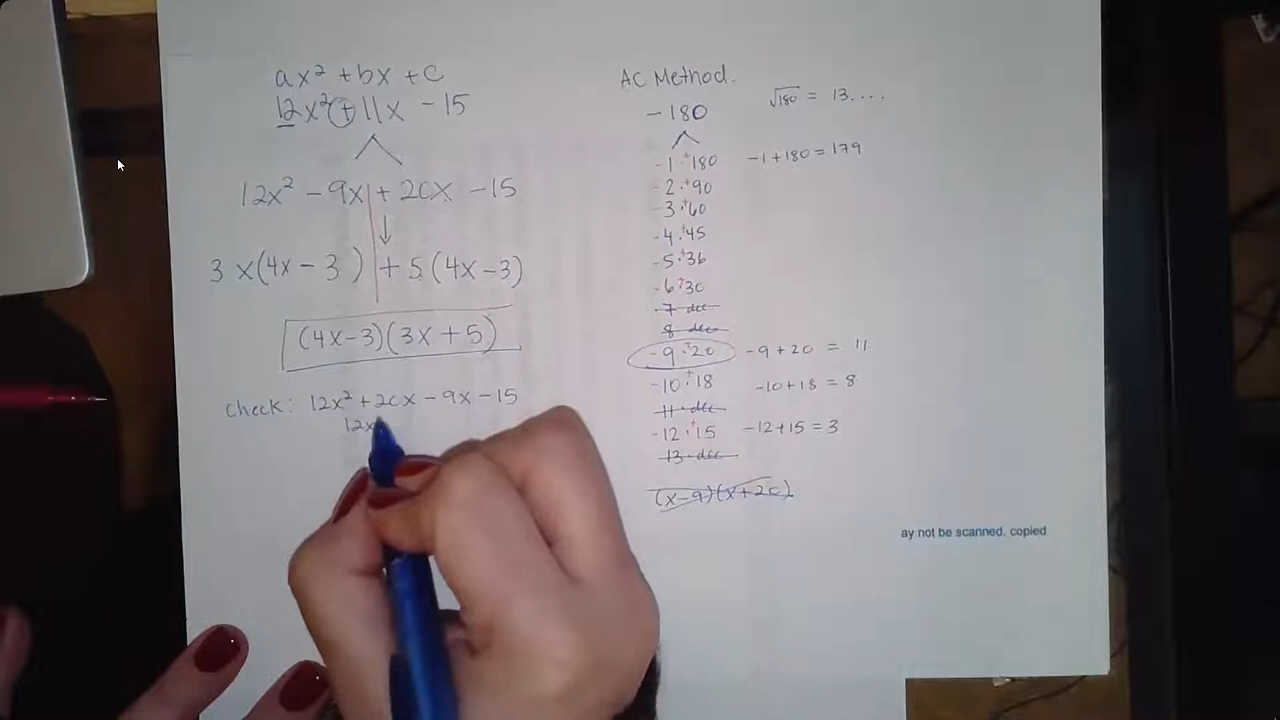 ax² + bx + c
12x² + 11x - 15
12x² - 9x + 20x - 15
3x(4x - 3) + 5(4x - 3)
(4x - 3)(3x + 5)
check: 12x² + 20x - 9x - 15
12x
AC Method.
- 180
√180 = 13....
-1 · +180
-1 + 180 = 179
-2 · +90
-3 · +60
-4 · +45
-5 · +36
-6 · +30
7 · dec
8 · dec
-9 · +20
-9 + 20 = 11
-10 · +18
-10 + 18 = 8
11 · dec
-12 · +15
-12 + 15 = 3
13 · dec
(x - 9)(x + 20)
ay not be scanned, copied